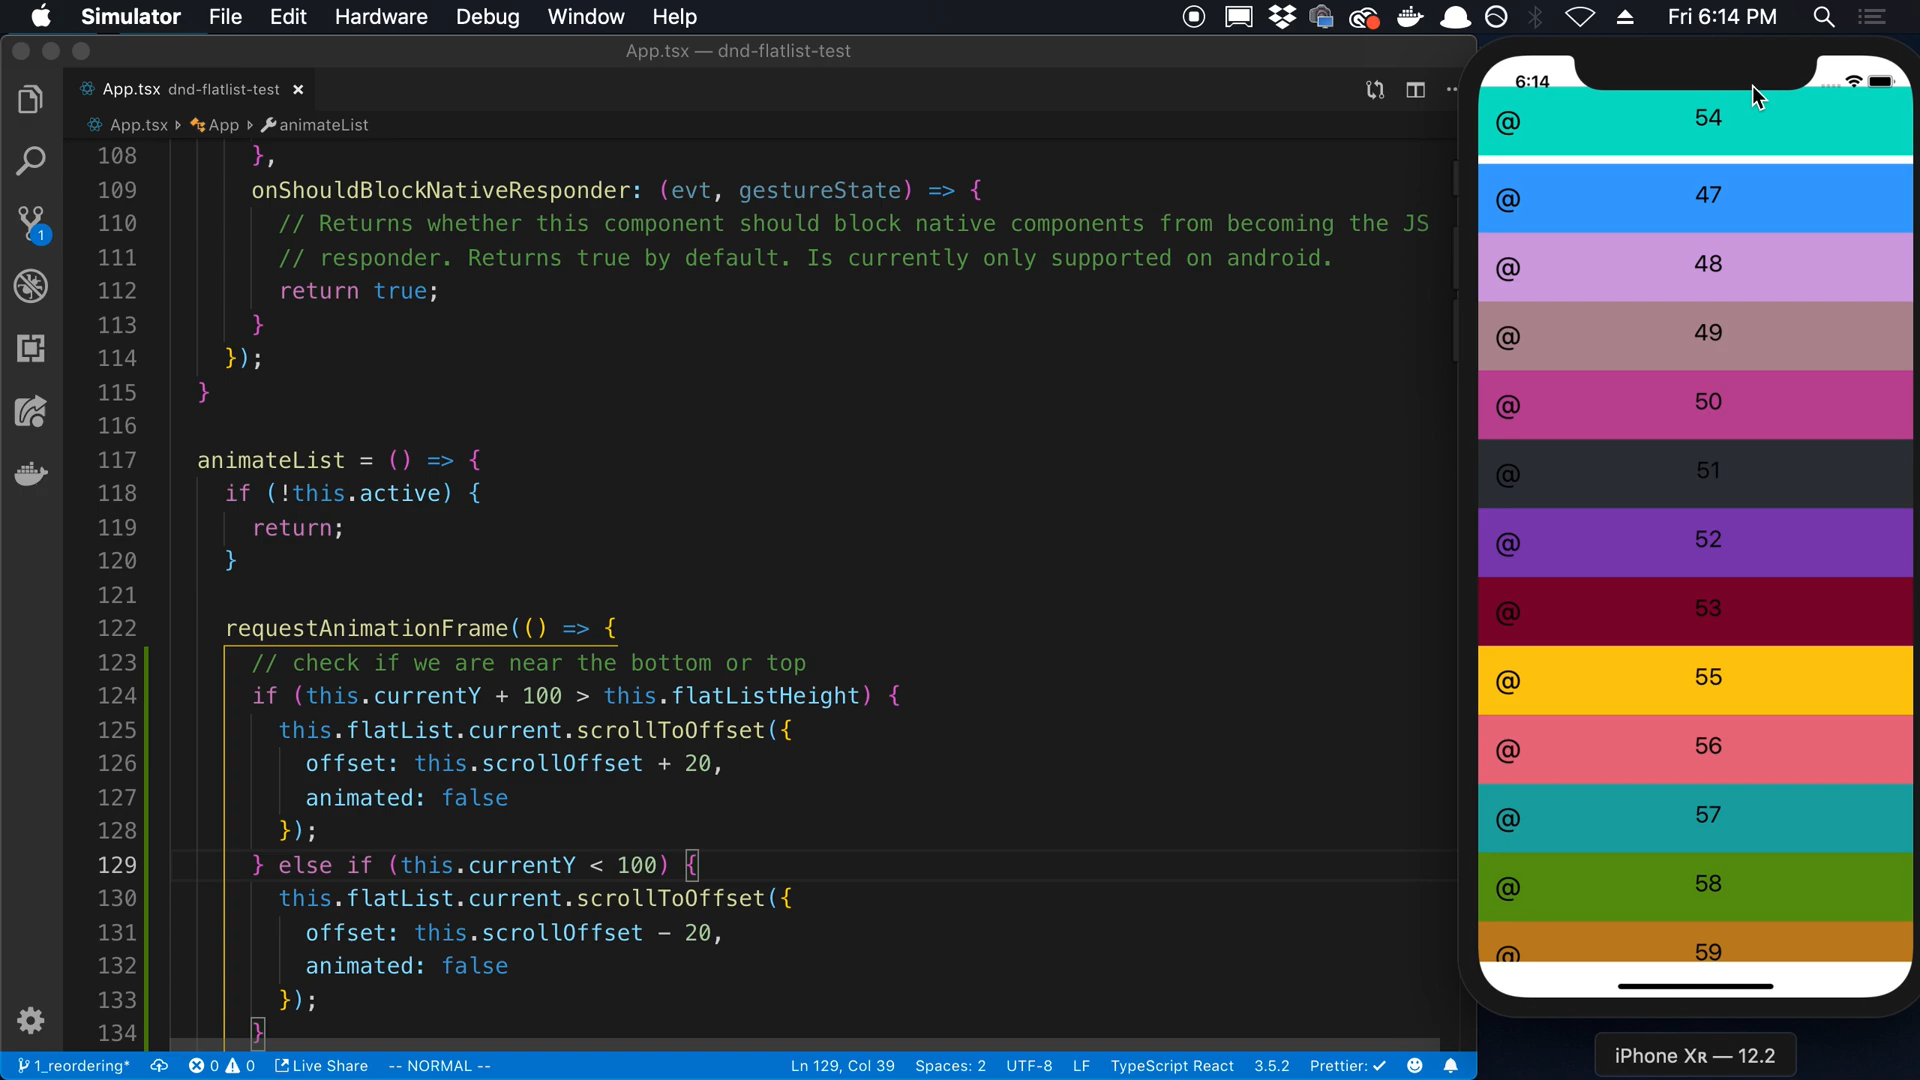 Simulator File Edit Hardware Debug Window Help Fri 6:14 PM
App.tsx — dnd-flatlist-test
App.tsx dnd-flatlist-test
App.tsx App animateList
108 },
109 onShouldBlockNativeResponder: (evt, gestureState) => {
110 // Returns whether this component should block native components from becoming the JS
111 // responder. Returns true by default. Is currently only supported on android.
112 return true;
113 }
114 });
115 }
116
117 animateList = () => {
118 if (!this.active) {
119 return;
120 }
121
122 requestAnimationFrame(() => {
123 // check if we are near the bottom or top
124 if (this.currentY + 100 > this.flatListHeight) {
125 this.flatList.current.scrollToOffset({
126 offset: this.scrollOffset + 20,
127 animated: false
128 });
129 } else if (this.currentY < 100) {
130 this.flatList.current.scrollToOffset({
131 offset: this.scrollOffset - 20,
132 animated: false
133 });
134 }
1
1_reordering* 0 0 Live Share -- NORMAL -- Ln 129, Col 39 Spaces: 2 UTF-8 LF TypeScript React 3.5.2 Prettier: ✓
6:14
@ 54
@ 47
@ 48
@ 49
@ 50
@ 51
@ 52
@ 53
@ 55
@ 56
@ 57
@ 58
@ 59
iPhone Xʀ — 12.2